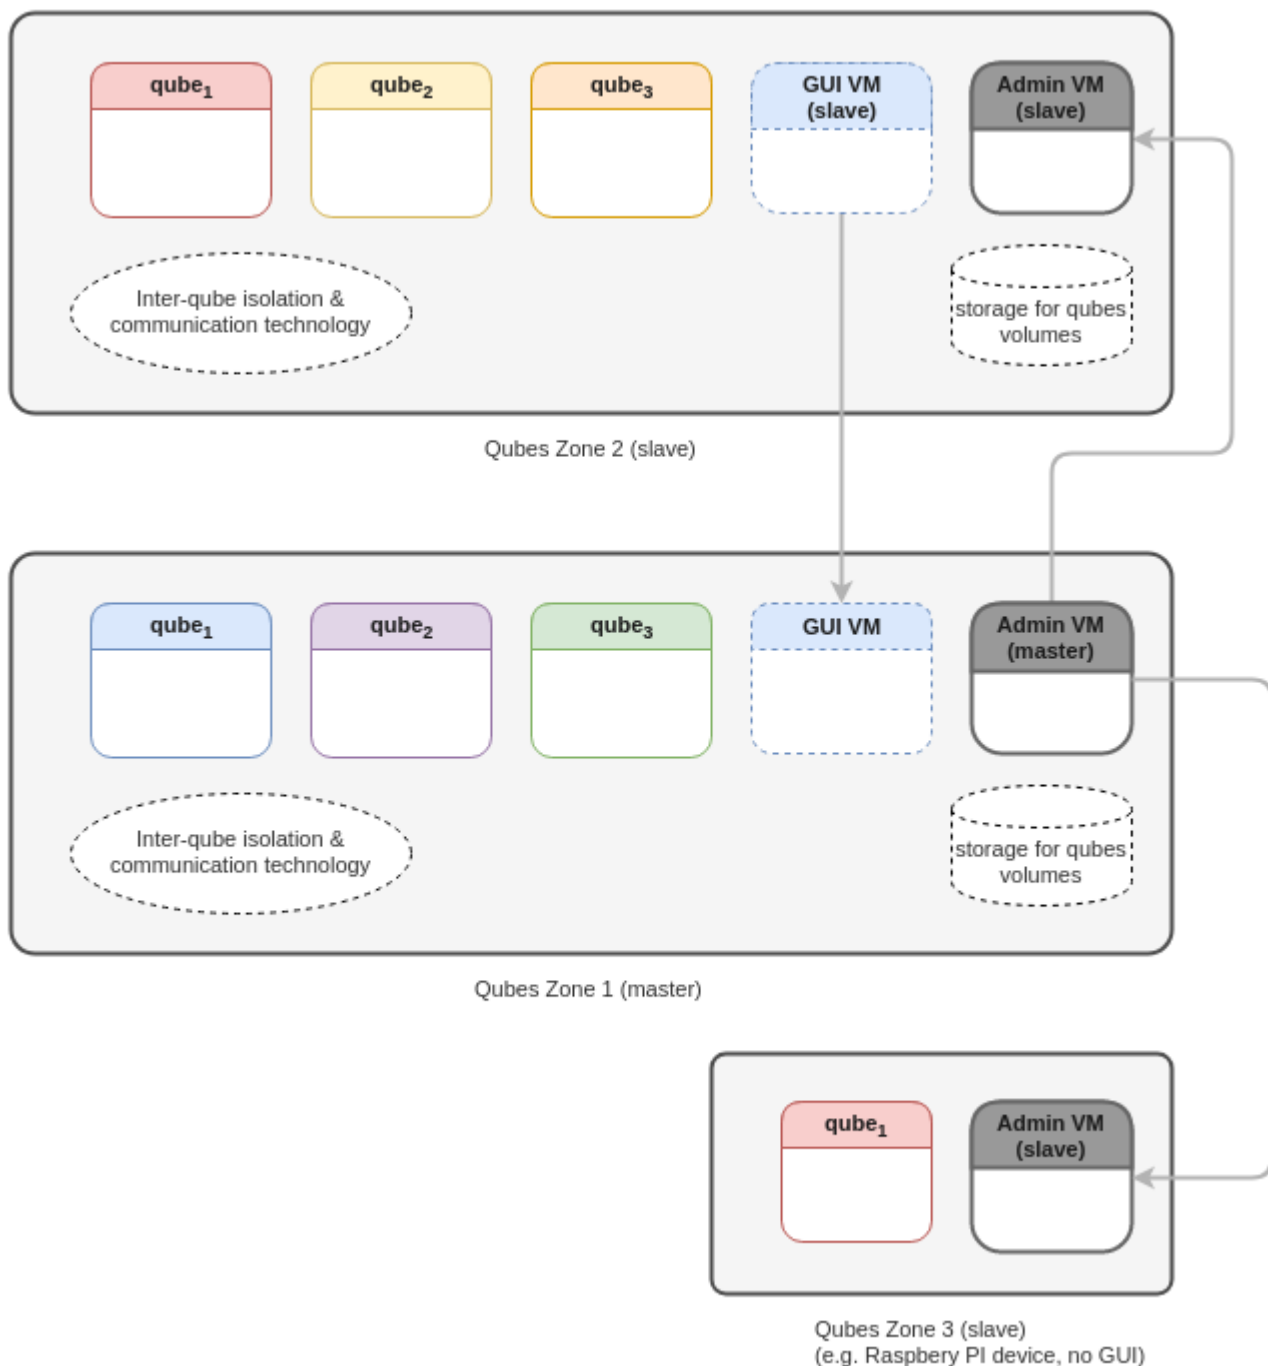 qube1 qube2 qube3 GUI VM Admin VM
(slave) (slave)
Inter-qube isolation &
communication technology
storage for qubes
volumes
Qubes Zone 2 (slave)
qube1 qube2 qube3 GUI VM Admin VM
(master)
Inter-qube isolation &
communication technology
storage for qubes
volumes
Qubes Zone 1 (master)
qube1 Admin VM
(slave)
Qubes Zone 3 (slave)
(e.g. Raspbery PI device, no GUI)